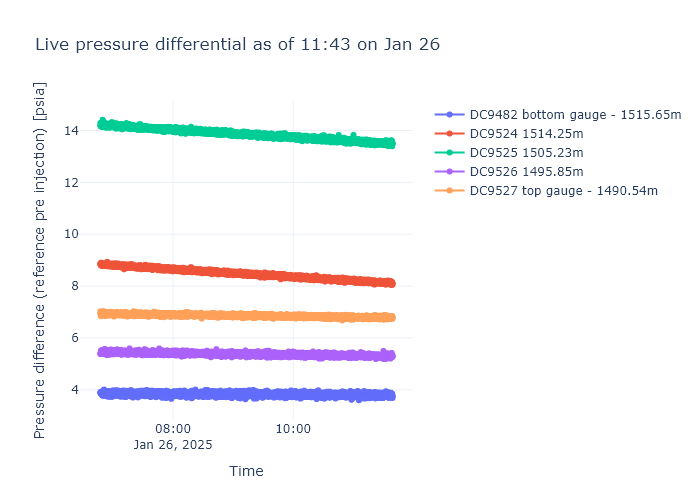 Live pressure differential as of 11:43 on Jan 26
Pressure difference (reference pre injection) [psia]
14
12
10
8
6
4
08:00
Jan 26, 2025
10:00
Time
DC9482 bottom gauge - 1515.65m
DC9524 1514.25m
DC9525 1505.23m
DC9526 1495.85m
DC9527 top gauge - 1490.54m